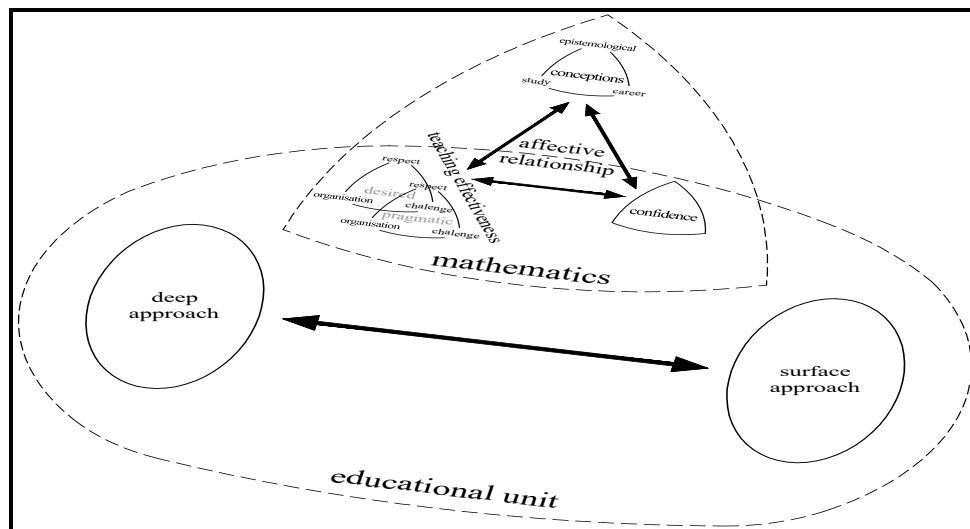 epistemological
conceptions
study
career
teaching effectiveness
affective
relationship
respect
desired
organisation
chalenge
respect
pragmatic
organisation
chalenge
confidence
mathematics
deep
approach
surface
approach
educational unit